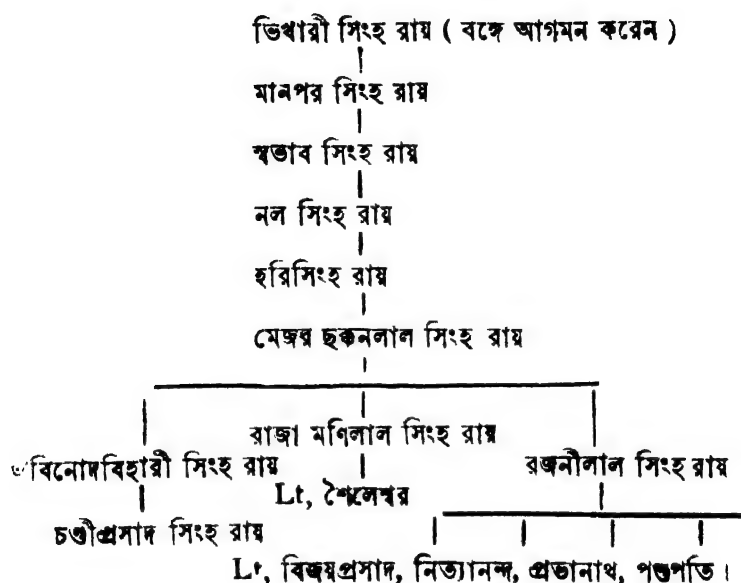 ভিখারী সিংহ রায় ( বঙ্গে আগমন করেন )
মানপর সিংহ রায়
স্বভাব সিংহ রায়
নল সিংহ রায়
হরিসিংহ রায়
মেজর ছক্কনলাল সিংহ রায়
রাজা মণিলাল সিংহ রায়
৺বিনোদবিহারী সিংহ রায়
রজনীলাল সিংহ রায়
Lt, শৈলেশ্বর
চণ্ডীপ্রসাদ সিংহ রায়
Lt, বিজয়প্রসাদ, নিত্যানন্দ, প্রভানাথ, পশুপতি।